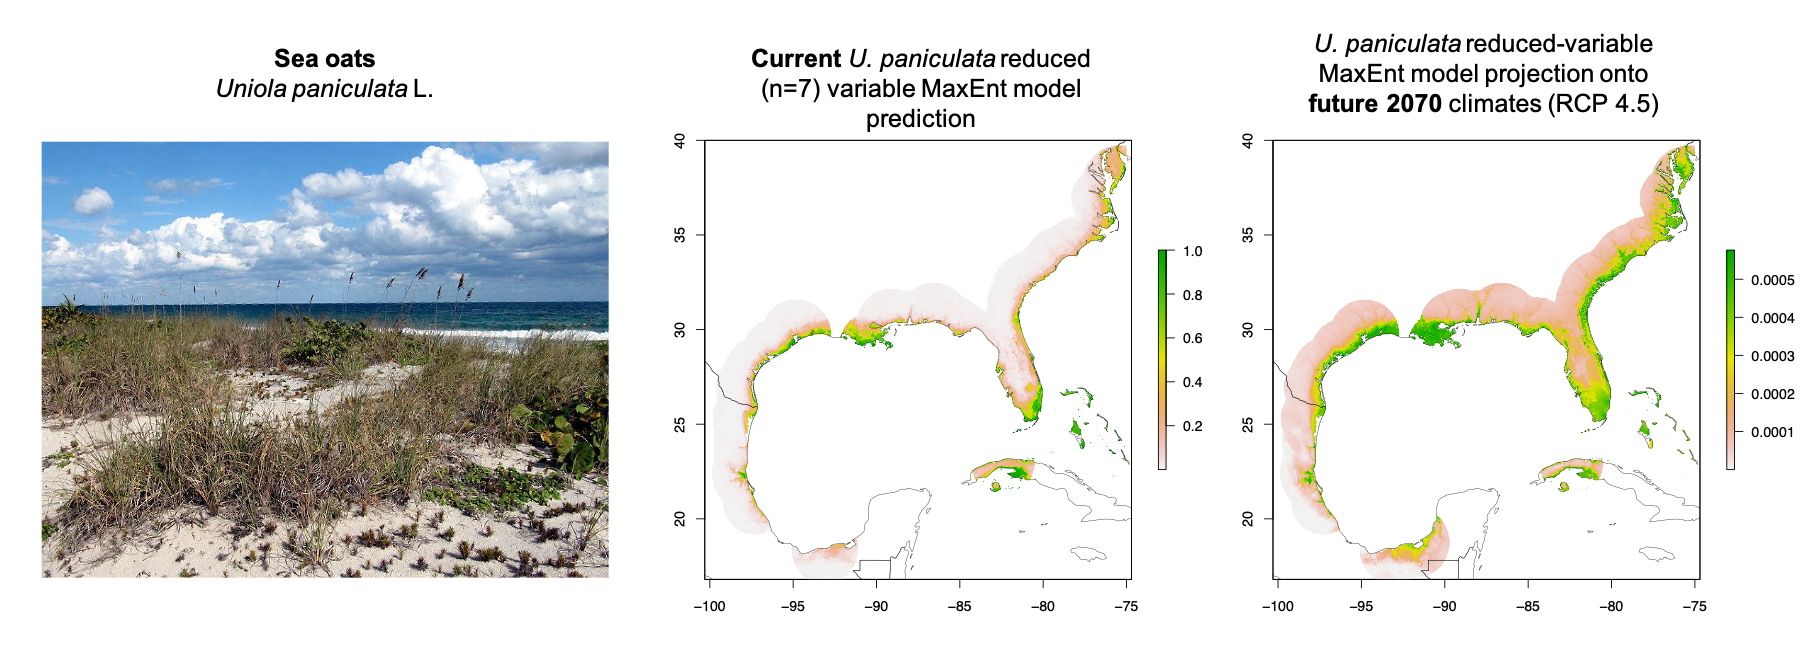 Sea oats
Uniola paniculata L.
Current U. paniculata reduced
(n=7) variable MaxEnt model
prediction
40
35
30
25
20
−100 −95 −90 −85 −80 −75
1.0
0.8
0.6
0.4
0.2
U. paniculata reduced-variable
MaxEnt model projection onto
future 2070 climates (RCP 4.5)
40
35
30
25
20
−100 −95 −90 −85 −80 −75
0.0005
0.0004
0.0003
0.0002
0.0001